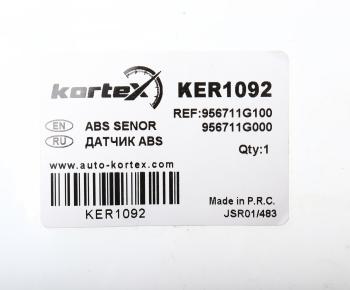 kortex KER1092
REF:956711G100
956711G000
EN ABS SENOR
RU ДАТЧИК ABS
Qty:1
www.auto-kortex.com
KER1092
Made in P.R.C.
JSR01/483